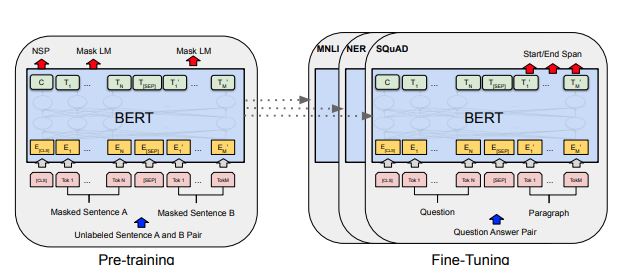 NSP Mask LM Mask LM
C T1 ... TN T[SEP] T1' ... TM'
BERT
E[CLS] E1 ... EN E[SEP] E1' ... EM'
[CLS] Tok 1 ... Tok N [SEP] Tok 1 ... TokM
Masked Sentence A Masked Sentence B
Unlabeled Sentence A and B Pair
Pre-training
MNLI NER SQuAD
Start/End Span
C T1 ... TN T[SEP] T1' ... TM'
BERT
E[CLS] E1 ... EN E[SEP] E1' ... EM'
[CLS] Tok 1 ... Tok N [SEP] Tok 1 ... TokM
Question Paragraph
Question Answer Pair
Fine-Tuning